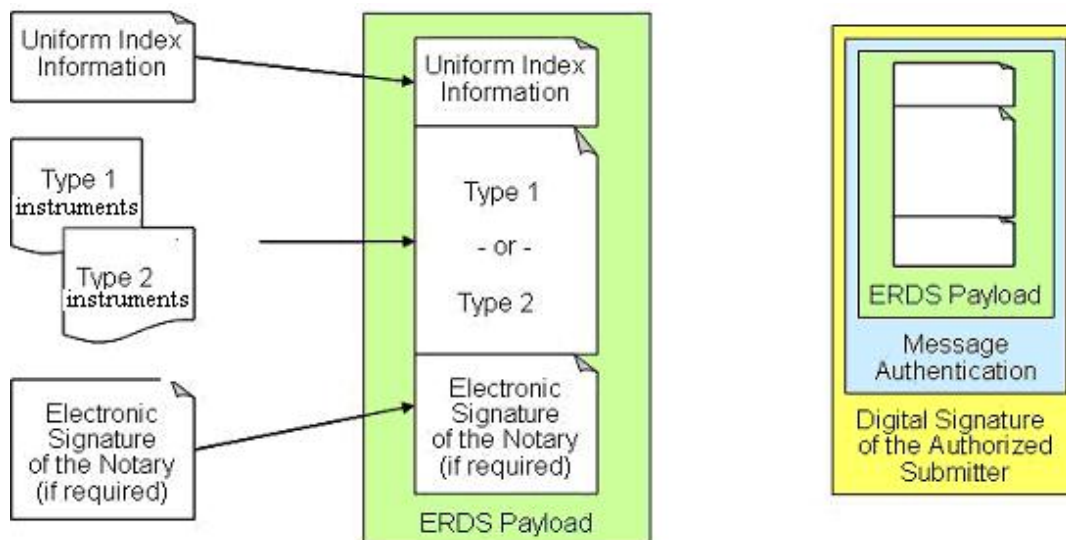 Uniform Index
Information
Type 1
instruments
Type 2
instruments
Electronic
Signature
of the Notary
(if required)
Uniform Index
Information
Type 1
- or -
Type 2
Electronic
Signature
of the Notary
(if required)
ERDS Payload
ERDS Payload
Message
Authentication
Digital Signature
of the Authorized
Submitter